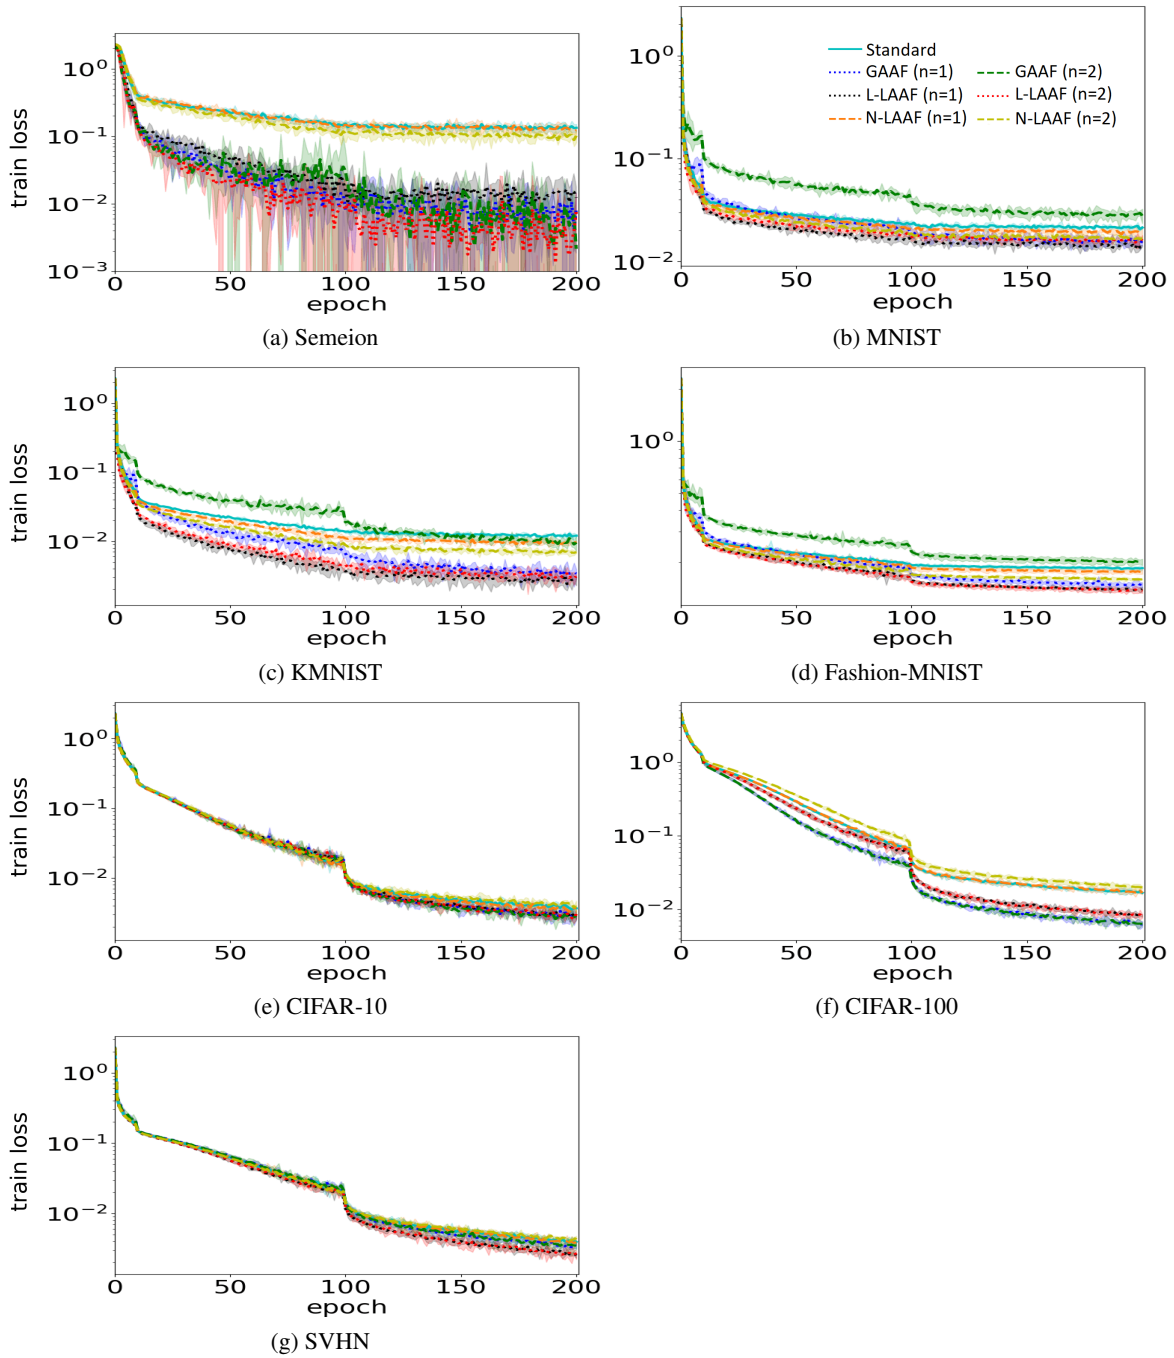 train loss
10⁰
10⁻¹
10⁻²
10⁻³
0 50 100 150 200
epoch
(a) Semeion
10⁰
10⁻¹
10⁻²
0 50 100 150 200
epoch
Standard
GAAF (n=1) GAAF (n=2)
L-LAAF (n=1) L-LAAF (n=2)
N-LAAF (n=1) N-LAAF (n=2)
(b) MNIST
train loss
10⁰
10⁻¹
10⁻²
0 50 100 150 200
epoch
(c) KMNIST
10⁰
0 50 100 150 200
epoch
(d) Fashion-MNIST
train loss
10⁰
10⁻¹
10⁻²
0 50 100 150 200
epoch
(e) CIFAR-10
10⁰
10⁻¹
10⁻²
0 50 100 150 200
epoch
(f) CIFAR-100
train loss
10⁰
10⁻¹
10⁻²
0 50 100 150 200
epoch
(g) SVHN